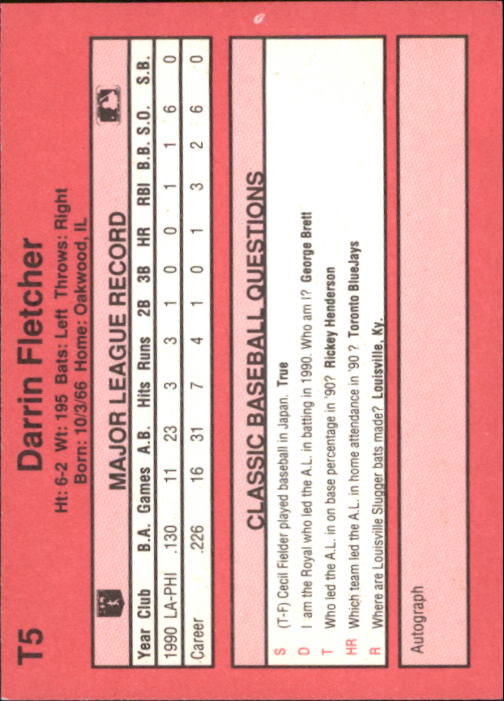 T5 Darrin Fletcher
Ht: 6-2 Wt: 195 Bats: Left Throws: Right
Born: 10/3/66 Home: Oakwood, IL
MAJOR LEAGUE RECORD
Year Club B.A. Games A.B. Hits Runs 2B 3B HR RBI B.B. S.O. S.B.
1990 LA-PHI .130 11 23 3 3 1 0 0 1 1 6 0
Career .226 16 31 7 4 1 0 1 3 2 6 0
CLASSIC BASEBALL QUESTIONS
S (T-F) Cecil Fielder played baseball in Japan. True
D I am the Royal who led the A.L. in batting in 1990. Who am I? George Brett
T Who led the A.L. in on base percentage in '90? Rickey Henderson
HR Which team led the A.L. in home attendance in '90 ? Toronto BlueJays
R Where are Louisville Slugger bats made? Louisville, Ky.
Autograph